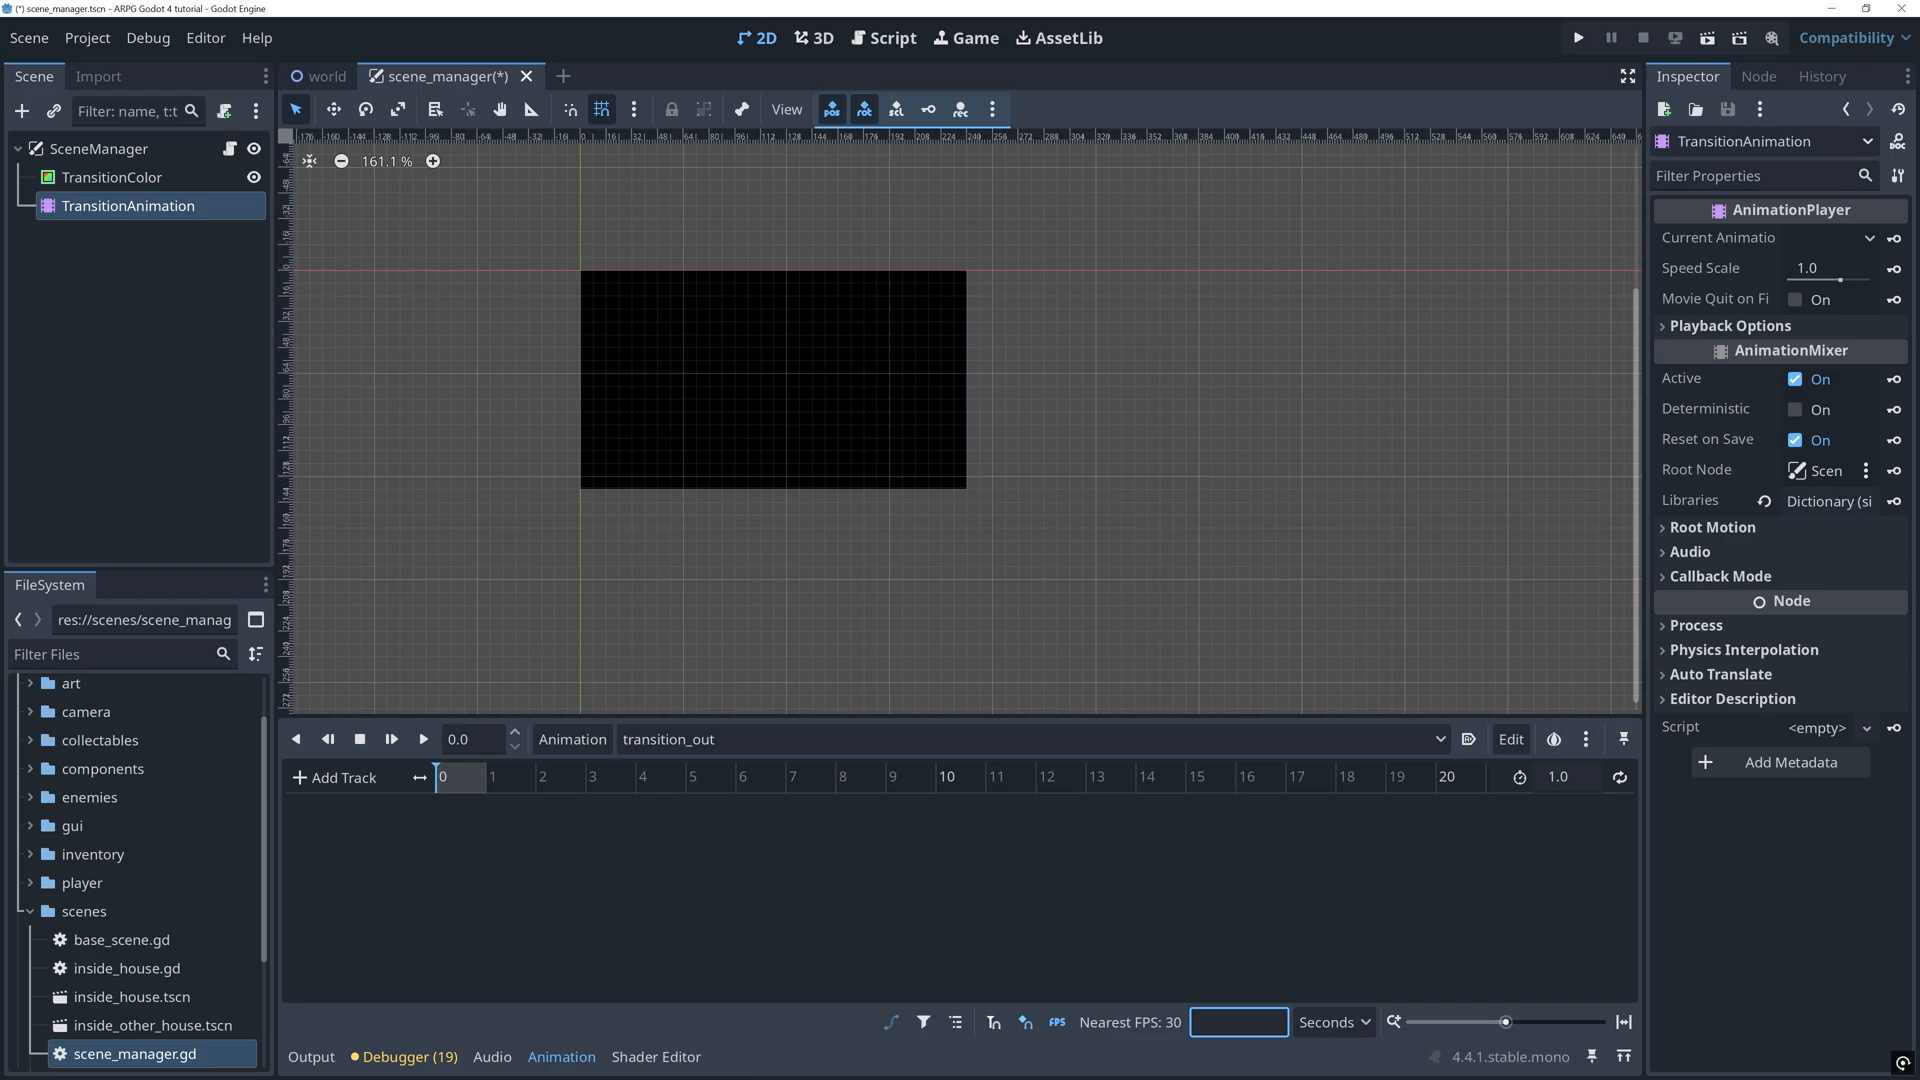 (*) scene_manager.tscn - ARPG Godot 4 tutorial - Godot Engine
Scene Project Debug Editor Help
2D 3D Script Game AssetLib
Compatibility
Scene Import
world scene_manager(*)
Inspector Node History
Filter: name, t:t
View
SceneManager
TransitionColor
TransitionAnimation
161.1 %
TransitionAnimation
Filter Properties
AnimationPlayer
Current Animatio
Speed Scale 1.0
Movie Quit on Fi On
Playback Options
AnimationMixer
Active On
Deterministic On
Reset on Save On
Root Node Scen
Libraries Dictionary (si
Root Motion
Audio
Callback Mode
Node
Process
Physics Interpolation
Auto Translate
Editor Description
Script <empty>
Add Metadata
FileSystem
res://scenes/scene_manag
Filter Files
art
camera
collectables
components
enemies
gui
inventory
player
scenes
base_scene.gd
inside_house.gd
inside_house.tscn
inside_other_house.tscn
scene_manager.gd
0.0 Animation transition_out Edit
Add Track 0 1 2 3 4 5 6 7 8 9 10 11 12 13 14 15 16 17 18 19 20 1.0
FPS Nearest FPS: 30 Seconds
Output Debugger (19) Audio Animation Shader Editor 4.4.1.stable.mono